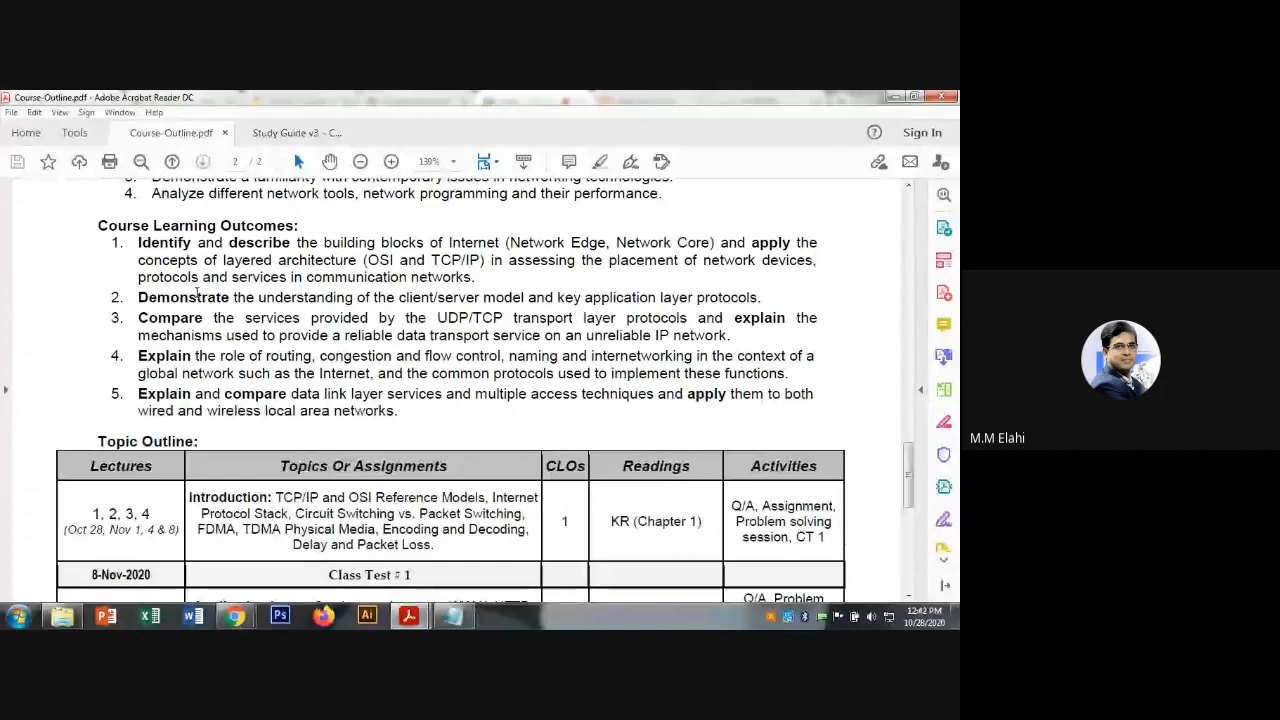 Course-Outline.pdf - Adobe Acrobat Reader DC
File Edit View Sign Window Help
Home Tools Course-Outline.pdf × Study Guide v3 - C... Sign In
2 / 2 139%
3. Demonstrate a familiarity with contemporary issues in networking technologies.
4. Analyze different network tools, network programming and their performance.
Course Learning Outcomes:
1. Identify and describe the building blocks of Internet (Network Edge, Network Core) and apply the
concepts of layered architecture (OSI and TCP/IP) in assessing the placement of network devices,
protocols and services in communication networks.
2. Demonstrate the understanding of the client/server model and key application layer protocols.
3. Compare the services provided by the UDP/TCP transport layer protocols and explain the
mechanisms used to provide a reliable data transport service on an unreliable IP network.
4. Explain the role of routing, congestion and flow control, naming and internetworking in the context of a
global network such as the Internet, and the common protocols used to implement these functions.
5. Explain and compare data link layer services and multiple access techniques and apply them to both
wired and wireless local area networks.
Topic Outline:
Lectures Topics Or Assignments CLOs Readings Activities
1, 2, 3, 4
(Oct 28, Nov 1, 4 & 8)
Introduction: TCP/IP and OSI Reference Models, Internet
Protocol Stack, Circuit Switching vs. Packet Switching,
FDMA, TDMA Physical Media, Encoding and Decoding,
Delay and Packet Loss.
1
KR (Chapter 1)
Q/A, Assignment,
Problem solving
session, CT 1
8-Nov-2020 Class Test # 1
Q/A, Problem
Ps Ai
12:42 PM
10/28/2020
M.M Elahi